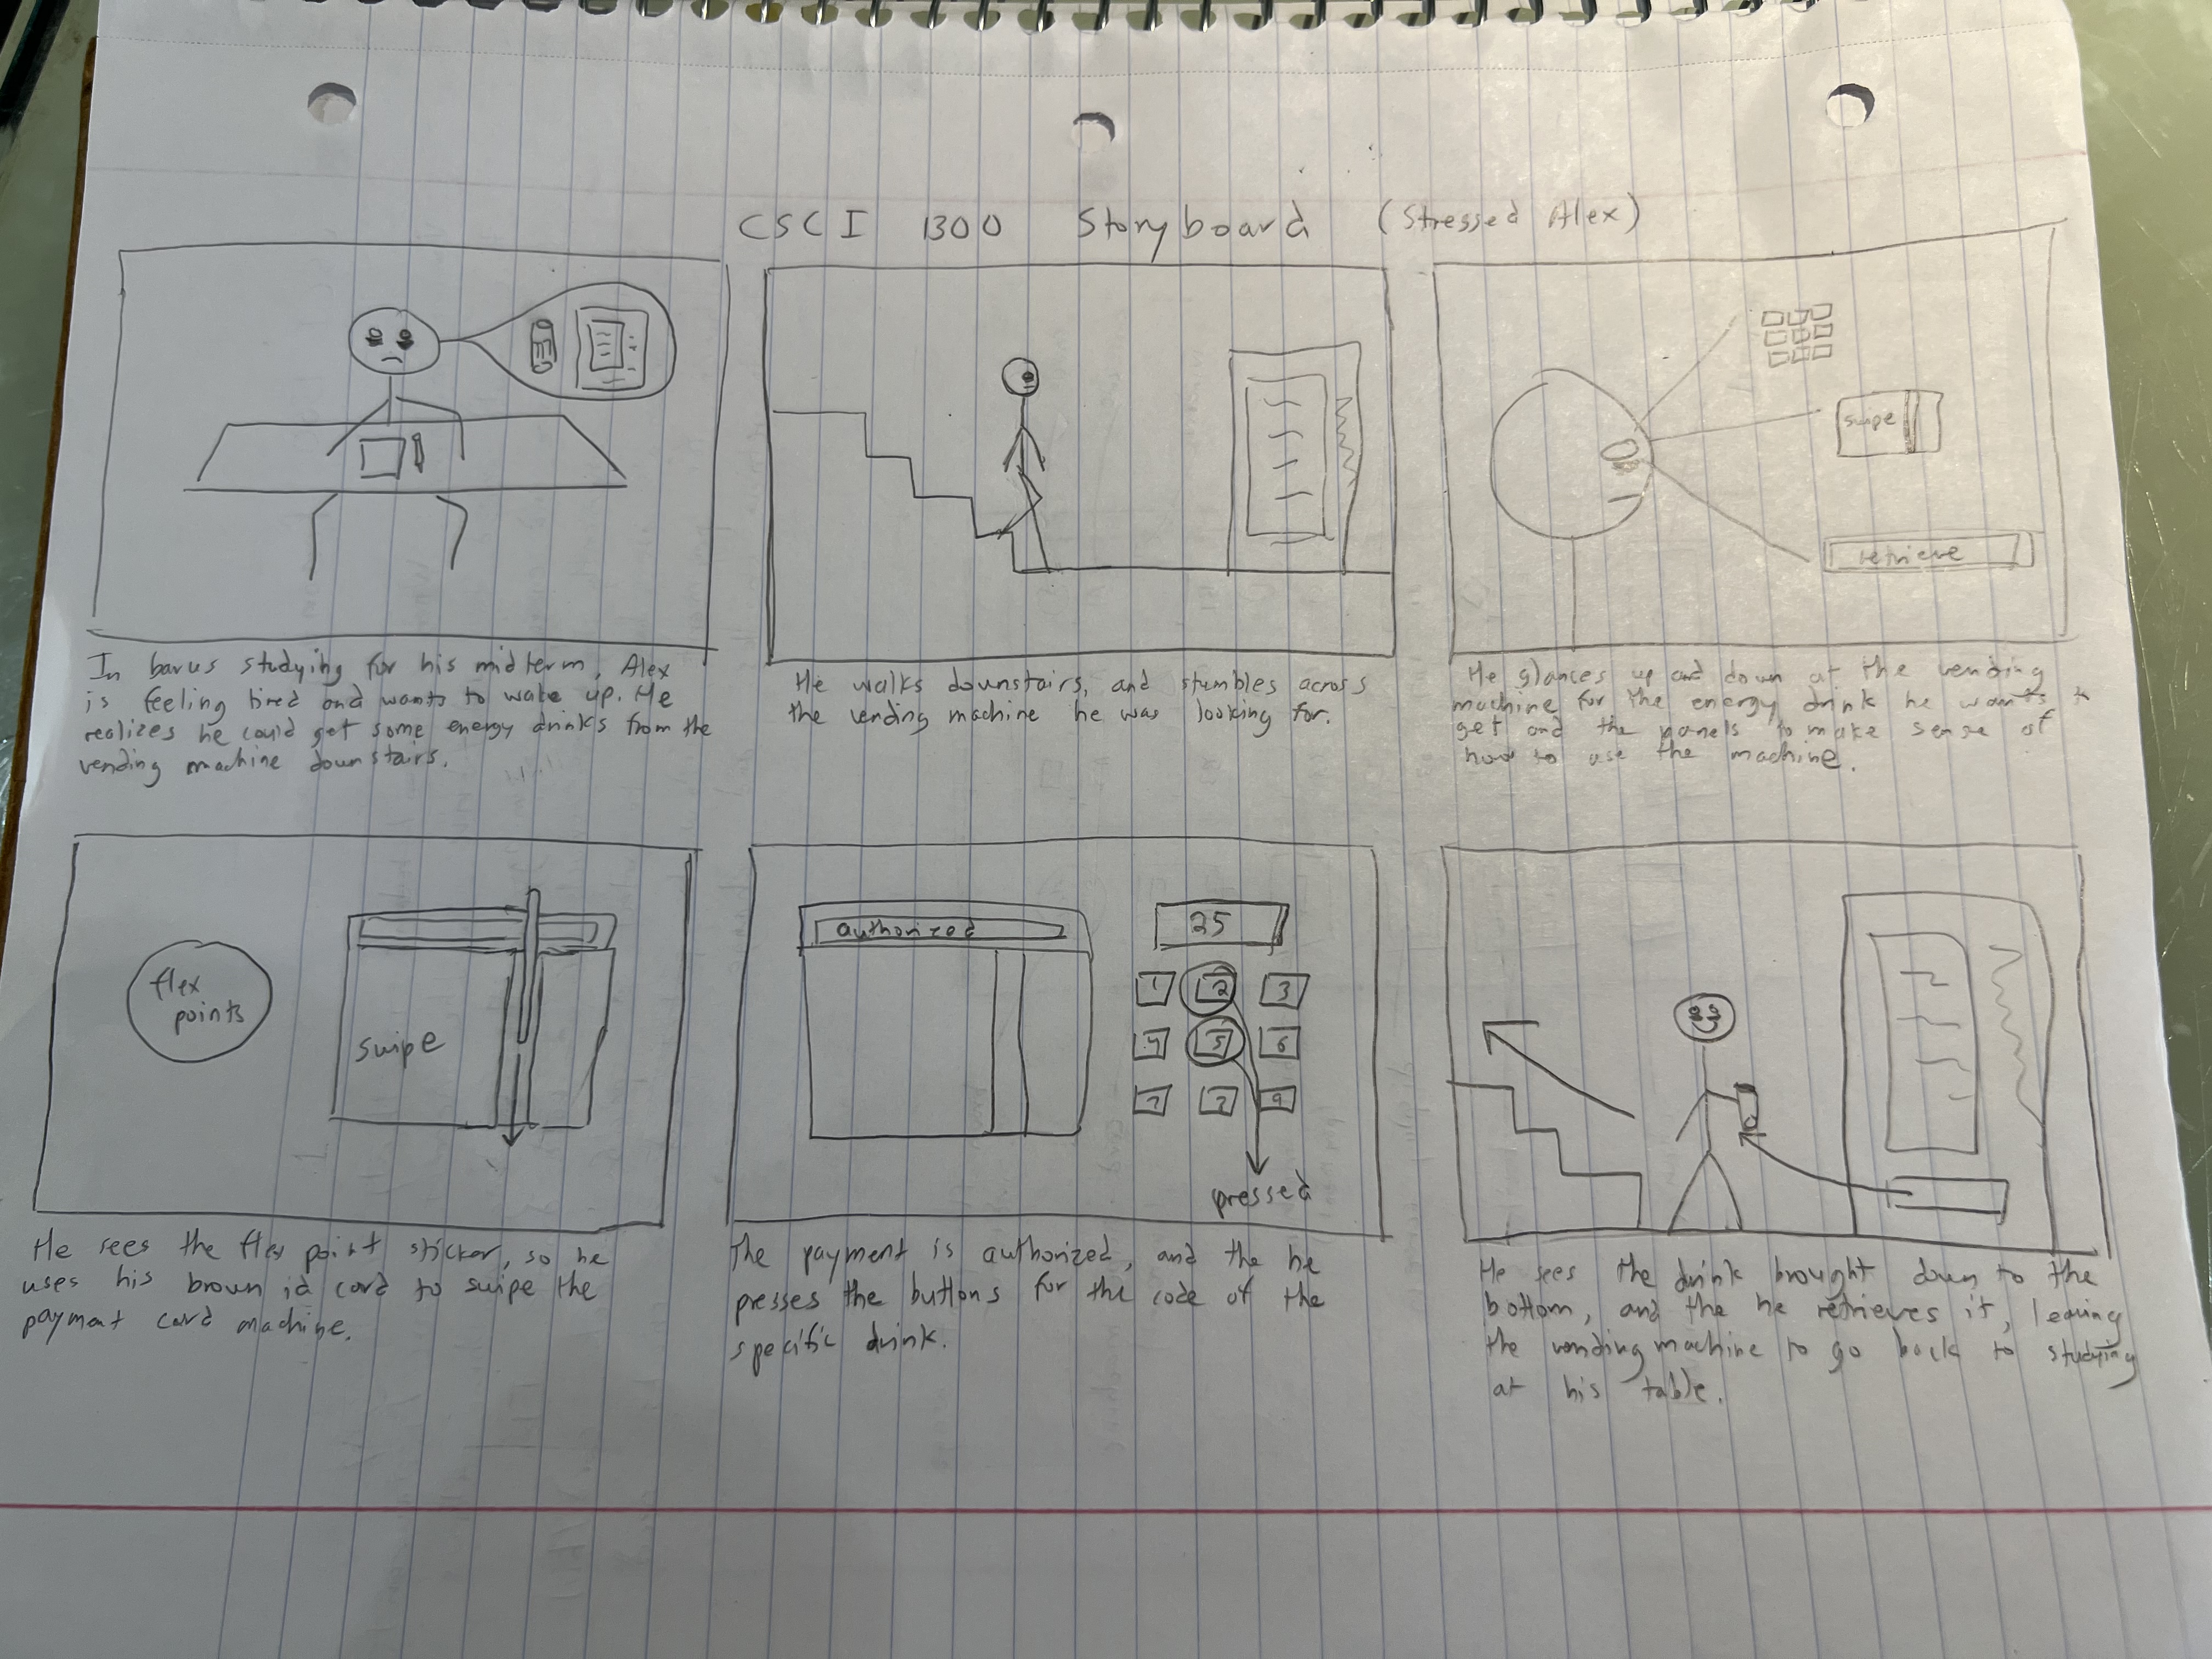 CSCI 1300 Storyboard (Stressed Alex)
swipe
retrieve
In barus studying for his midterm, Alex
is feeling tired and wants to wake up. He
realizes he could get some energy drinks from the
vending machine downstairs.
He walks downstairs, and stumbles across
the vending machine he was looking for.
He glances up and down at the vending
machine for the energy drink he wants to
get and the panels to make sense of
how to use the machine.
flex
points
swipe
authorized
25
1 2 3
4 5 6
7 9
pressed
He sees the flex point sticker, so he
uses his brown id card to swipe the
payment card machine.
The payment is authorized, and the he
presses the buttons for the code of the
specific drink.
He sees the drink brought down to the
bottom, and the he retrieves it, leaving
the vending machine to go back to studying
at his table.